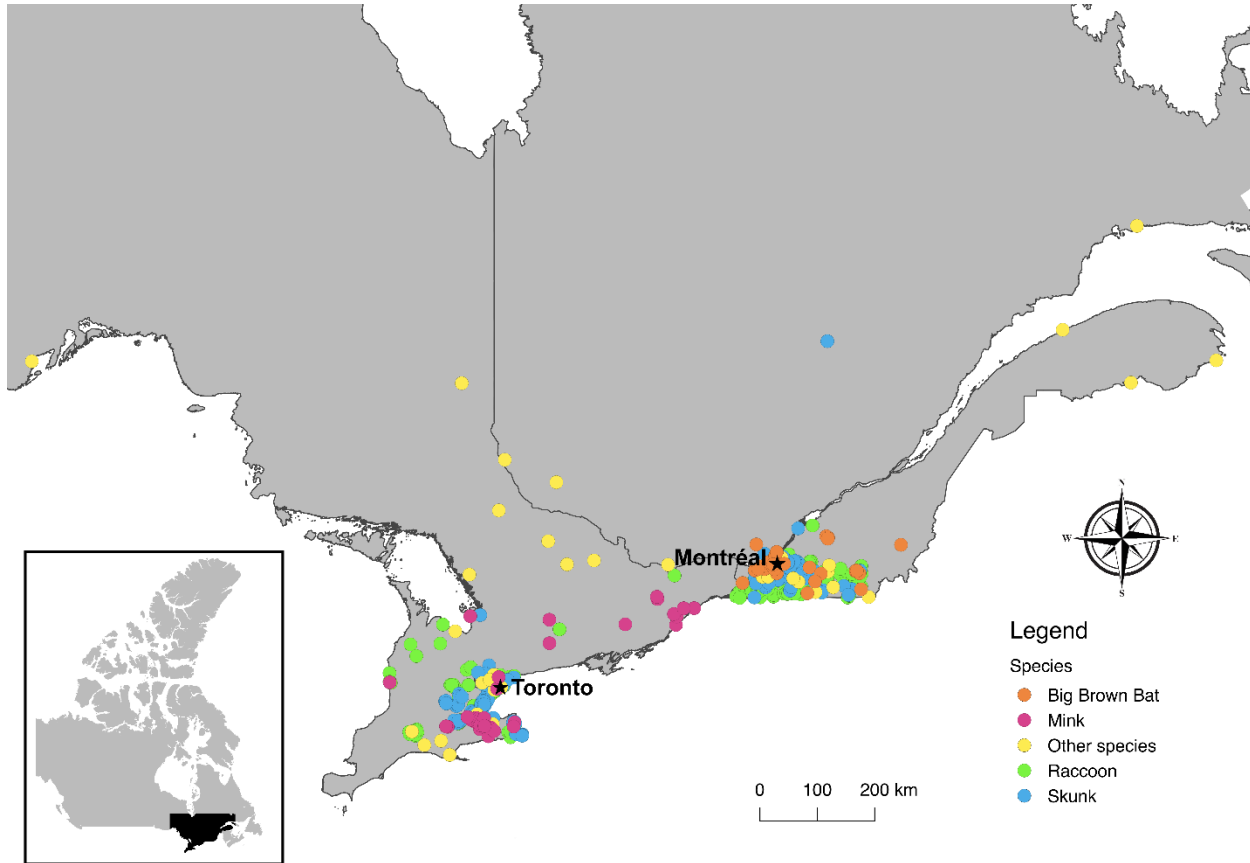 Montréal
Toronto
N
W
E
S
Legend
Species
Big Brown Bat
Mink
Other species
Raccoon
Skunk
0 100 200 km